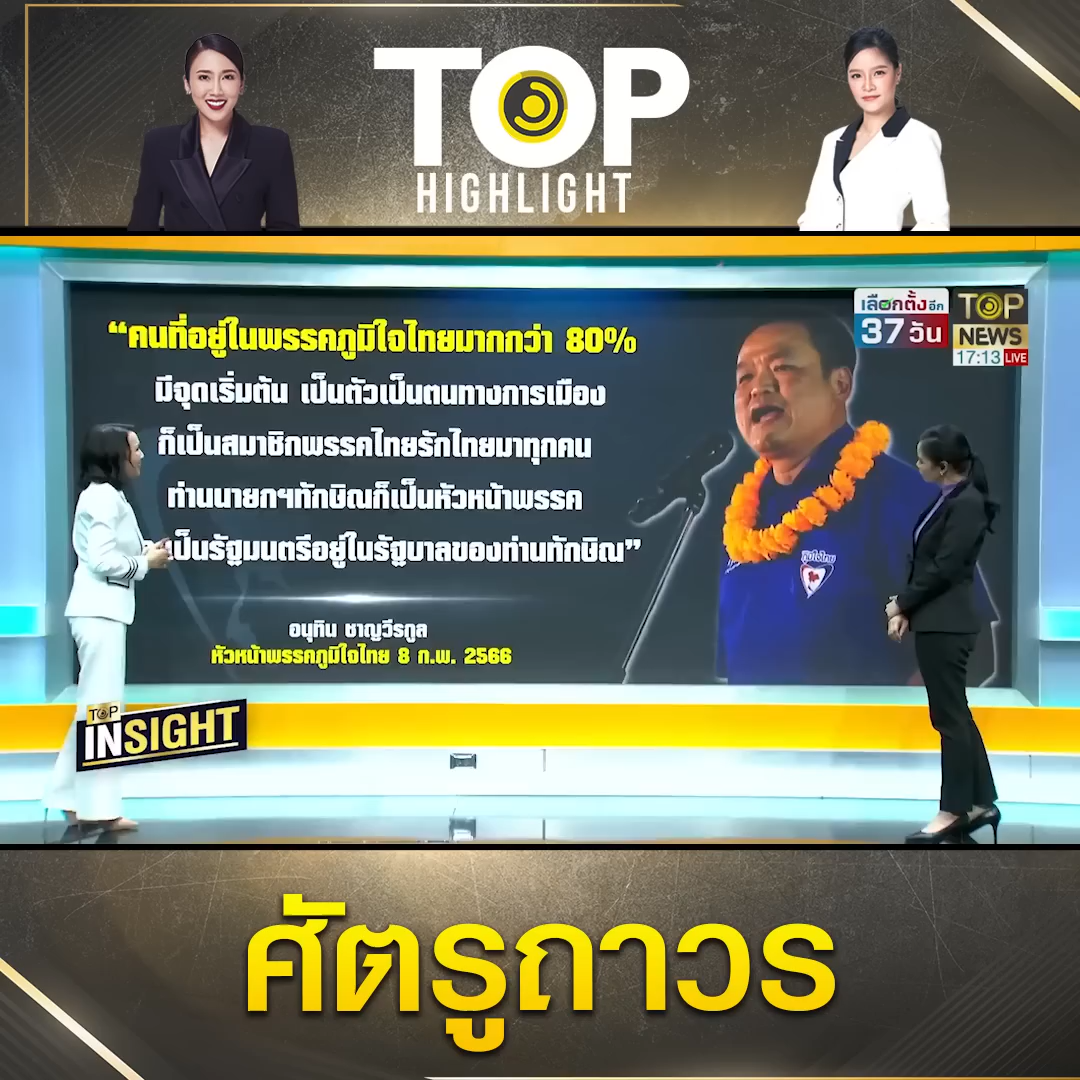 TOP
HIGHLIGHT
เลือกตั้งอีก
37 วัน
TOP
NEWS
17:13 LIVE
“คนที่อยู่ในพรรคภูมิใจไทยมากกว่า 80%
มีจุดเริ่มต้น เป็นตัวเป็นตนทางการเมือง
ก็เป็นสมาชิกพรรคไทยรักไทยมาทุกคน
ท่านนายกฯทักษิณก็เป็นหัวหน้าพรรค
เป็นรัฐมนตรีอยู่ในรัฐบาลของท่านทักษิณ”
ภูมิใจไทย
อนุทิน ชาญวีรกูล
หัวหน้าพรรคภูมิใจไทย 8 ก.พ. 2566
TOP
INSIGHT
ศัตรูถาวร